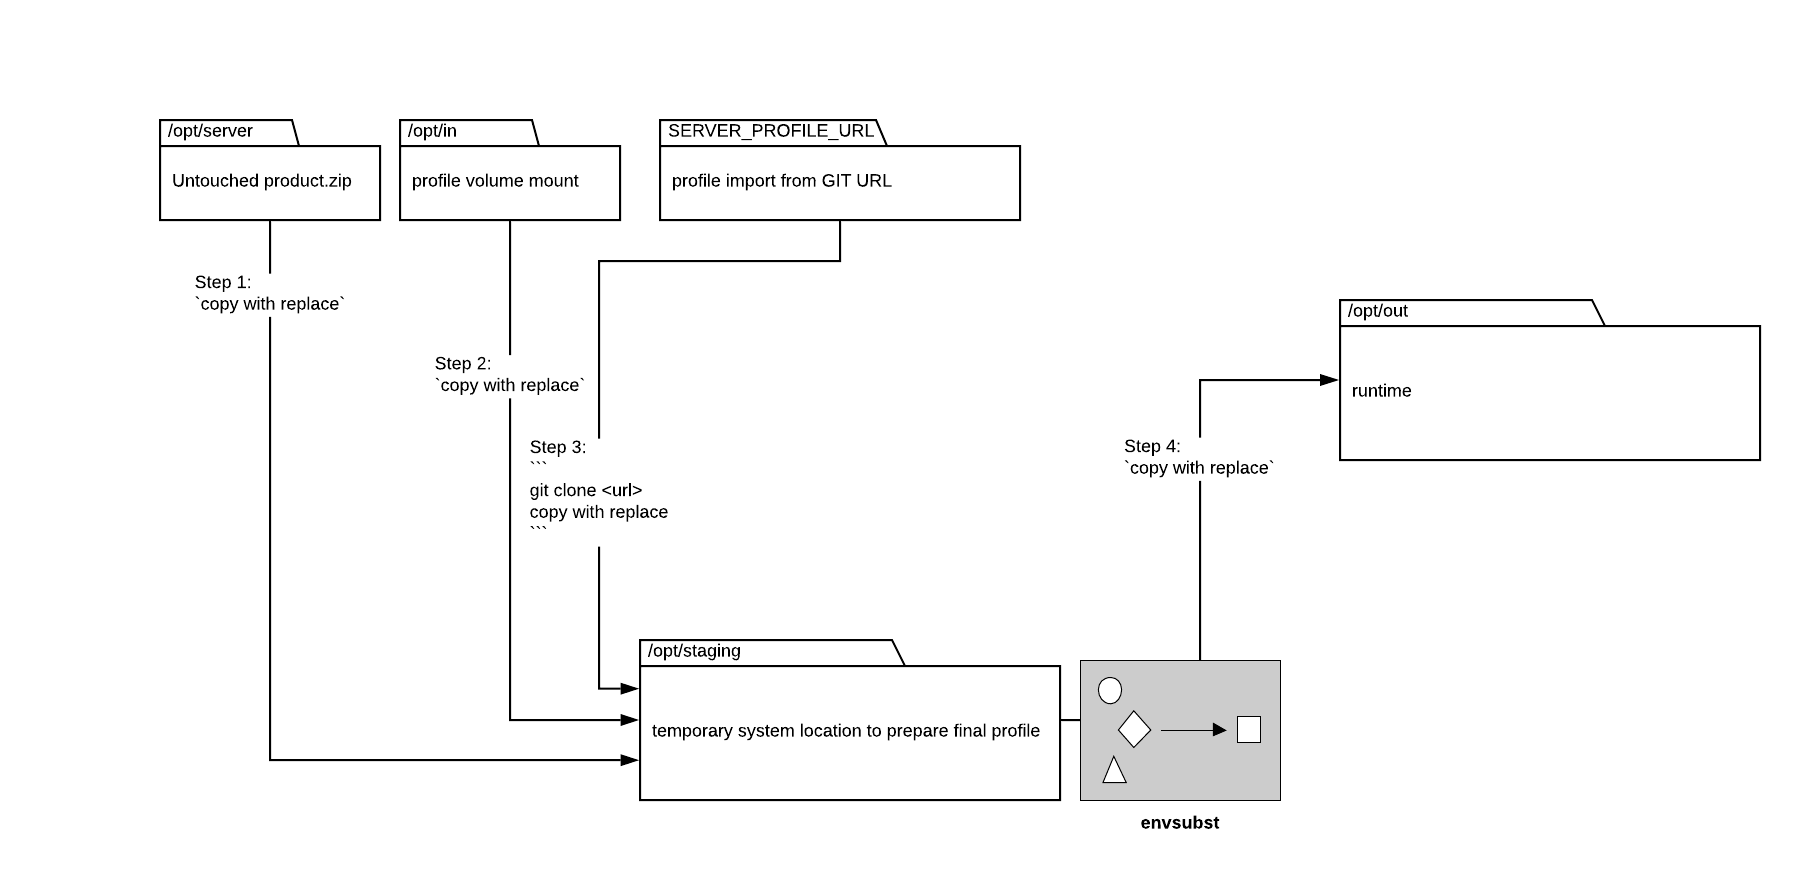 /opt/server
Untouched product.zip
/opt/in
profile volume mount
SERVER_PROFILE_URL
profile import from GIT URL
Step 1:
`copy with replace`
Step 2:
`copy with replace`
Step 3:
```
git clone <url>
copy with replace
```
/opt/out
runtime
Step 4:
`copy with replace`
/opt/staging
temporary system location to prepare final profile
envsubst